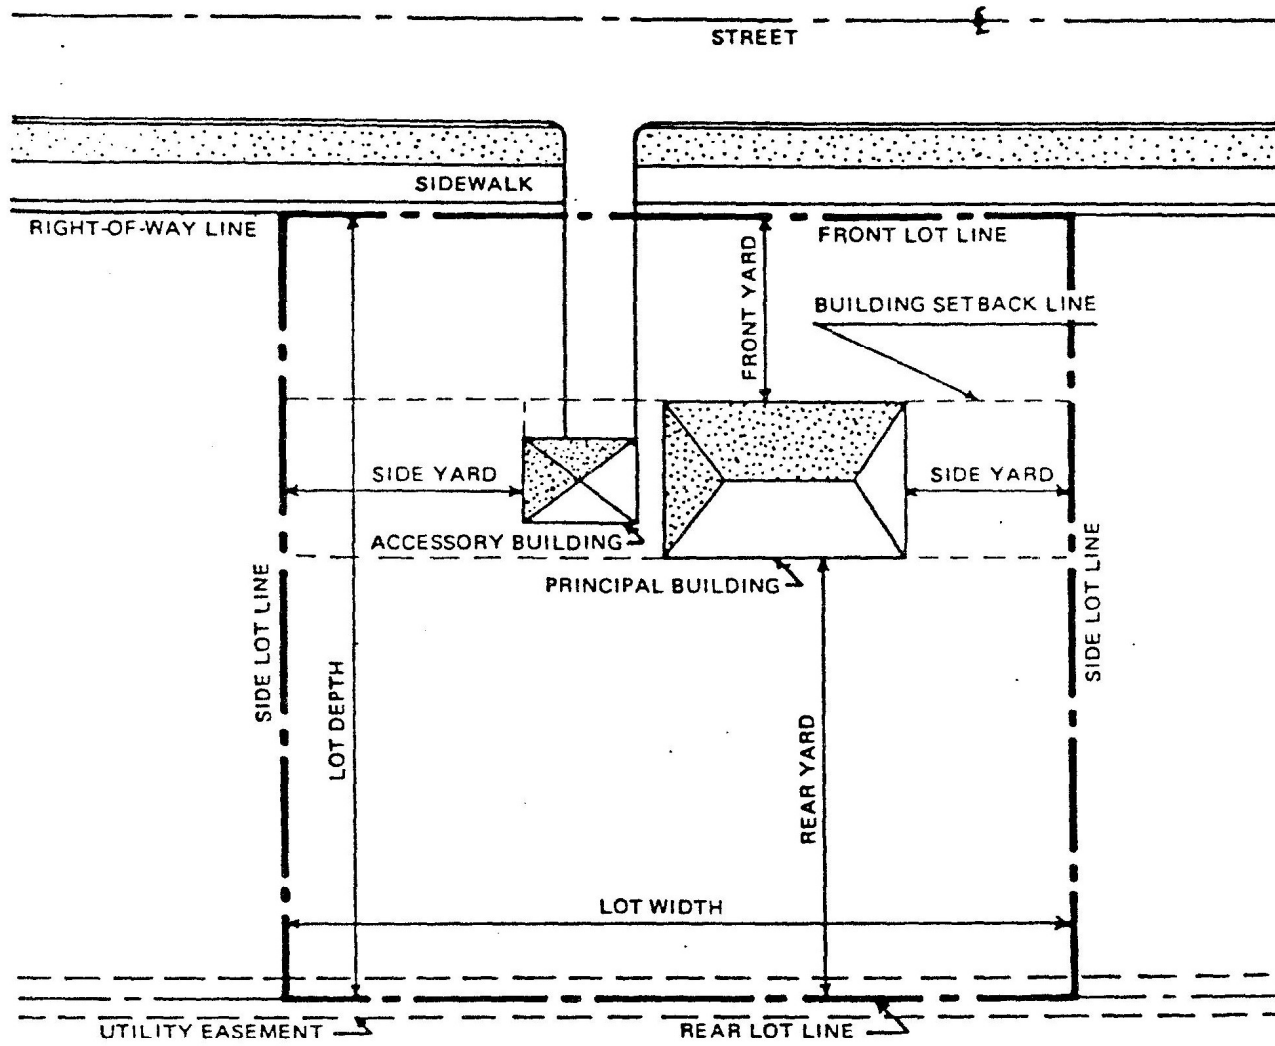 STREET
SIDEWALK
RIGHT-OF-WAY LINE
FRONT LOT LINE
FRONT YARD
BUILDING SETBACK LINE
SIDE YARD
SIDE YARD
ACCESSORY BUILDING
PRINCIPAL BUILDING
SIDE LOT LINE
LOT DEPTH
REAR YARD
SIDE LOT LINE
LOT WIDTH
UTILITY EASEMENT
REAR LOT LINE